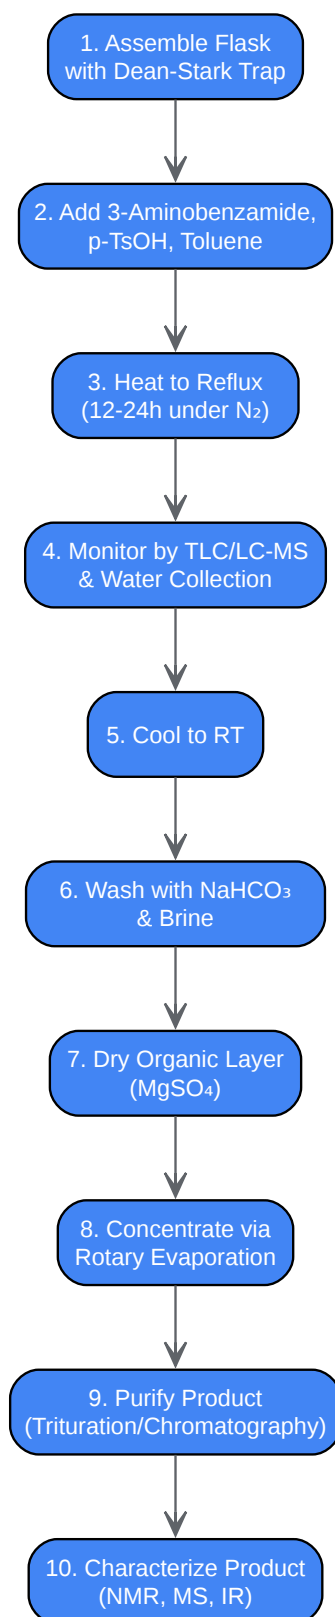 1. Assemble Flask
with Dean-Stark Trap
2. Add 3-Aminobenzamide,
p-TsOH, Toluene
3. Heat to Reflux
(12-24h under N₂)
4. Monitor by TLC/LC-MS
& Water Collection
5. Cool to RT
6. Wash with NaHCO₃
& Brine
7. Dry Organic Layer
(MgSO₄)
8. Concentrate via
Rotary Evaporation
9. Purify Product
(Trituration/Chromatography)
10. Characterize Product
(NMR, MS, IR)